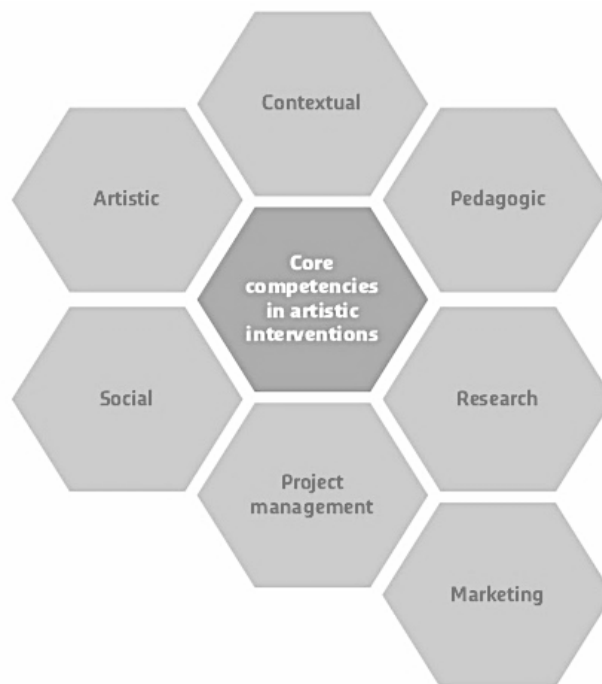 Contextual
Artistic
Pedagogic
Core
competencies
in artistic
interventions
Social
Research
Project
management
Marketing